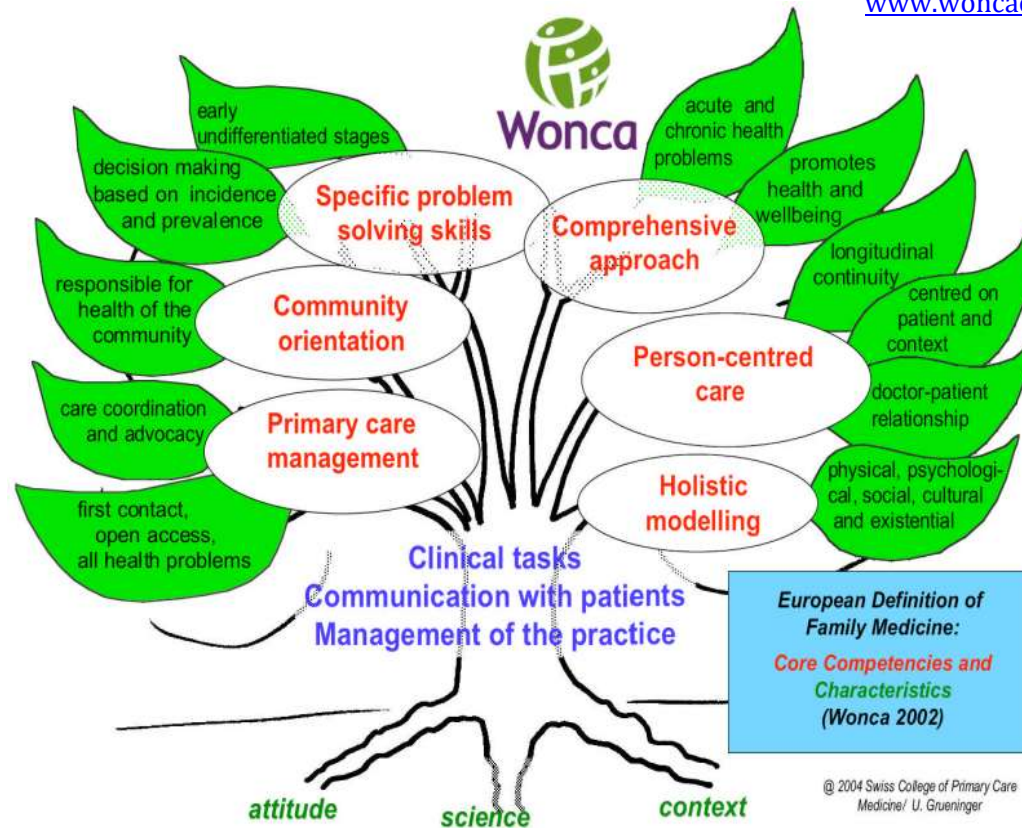 www.wonca
Wonca
early
undifferentiated stages
decision making
based on incidence
and prevalence
responsible for
health of the
community
care coordination
and advocacy
first contact,
open access,
all health problems
Specific problem
solving skills
Community
orientation
Primary care
management
Comprehensive
approach
Person-centred
care
Holistic
modelling
acute and
chronic health
problems
promotes
health and
wellbeing
longitudinal
continuity
centred on
patient and
context
doctor-patient
relationship
physical, psychologi-
cal, social, cultural
and existential
Clinical tasks
Communication with patients
Management of the practice
European Definition of
Family Medicine:
Core Competencies and
Characteristics
(Wonca 2002)
attitude
science
context
@ 2004 Swiss College of Primary Care
Medicine/ U. Grueninger